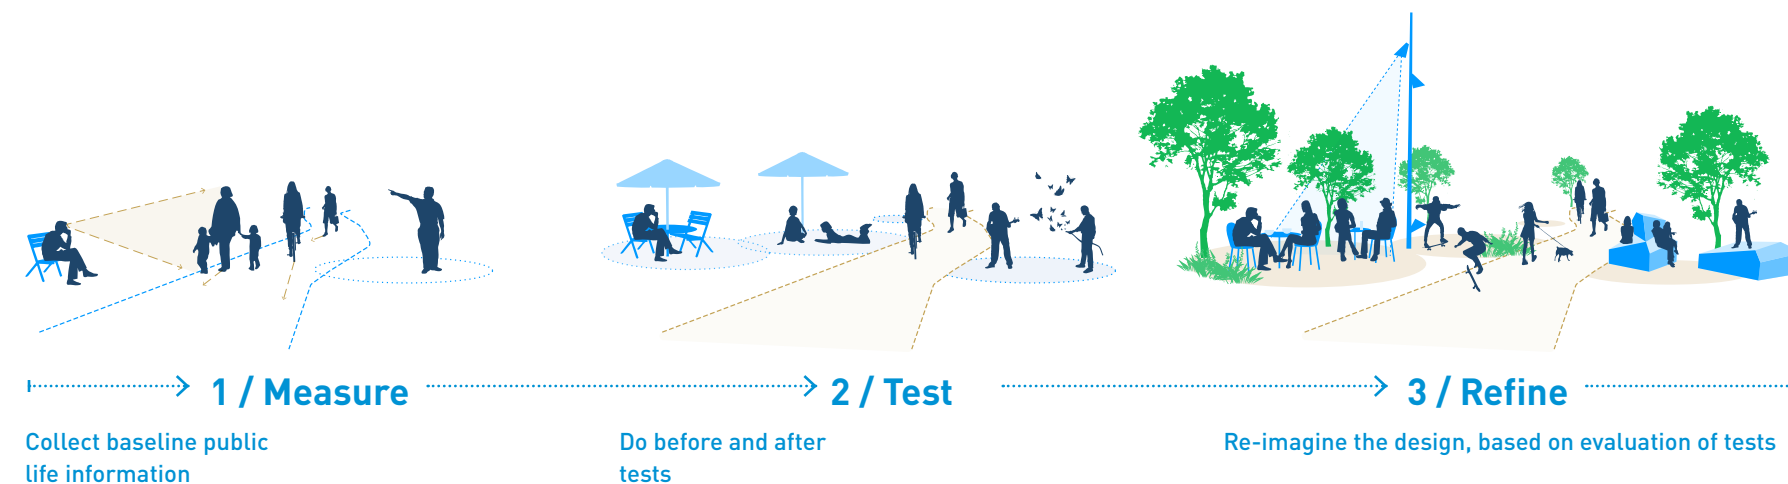 1 / Measure
Collect baseline public
life information
2 / Test
Do before and after
tests
3 / Refine
Re-imagine the design, based on evaluation of tests